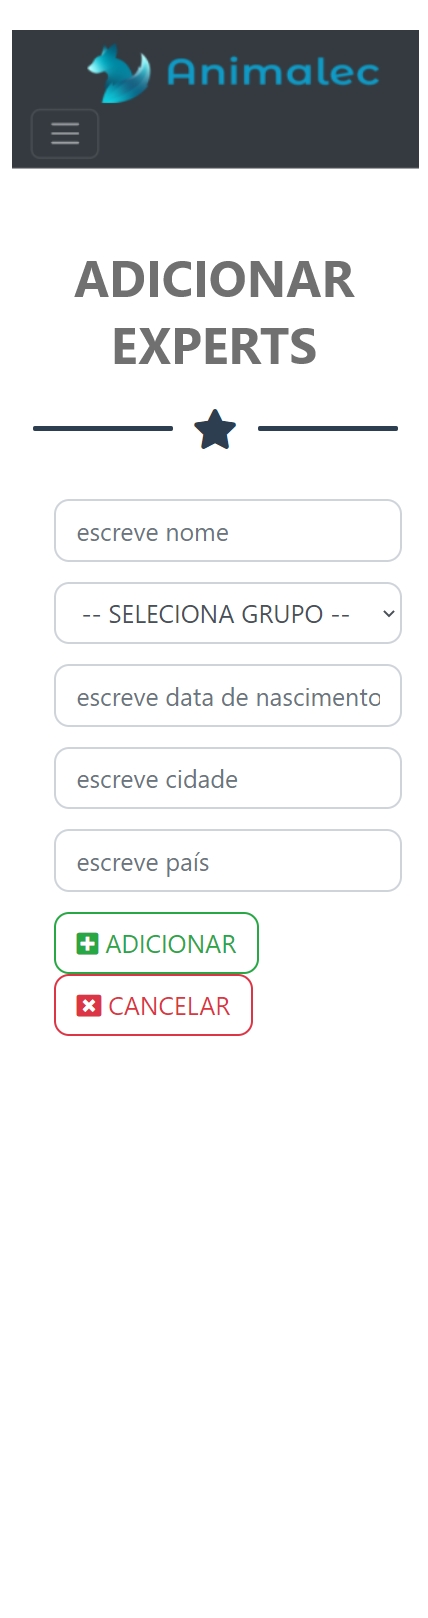 Animalec
ADICIONAR
EXPERTS
escreve nome
-- SELECIONA GRUPO --
escreve data de nascimento
escreve cidade
escreve país
ADICIONAR
CANCELAR